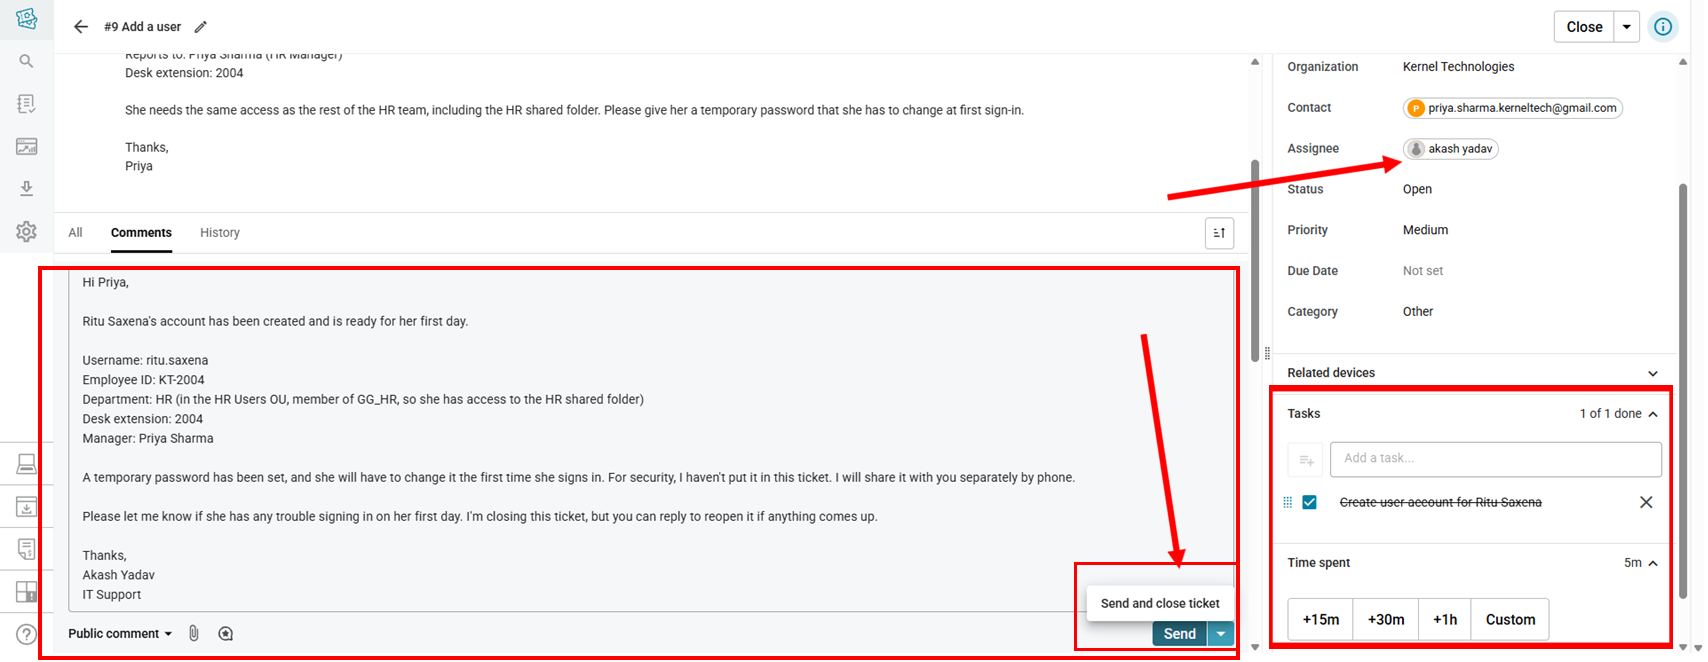 #9 Add a user
Close
Reports to: Priya Sharma (HR Manager)
Desk extension: 2004
She needs the same access as the rest of the HR team, including the HR shared folder. Please give her a temporary password that she has to change at first sign-in.
Thanks,
Priya
All Comments History
Hi Priya,
Ritu Saxena's account has been created and is ready for her first day.
Username: ritu.saxena
Employee ID: KT-2004
Department: HR (in the HR Users OU, member of GG_HR, so she has access to the HR shared folder)
Desk extension: 2004
Manager: Priya Sharma
A temporary password has been set, and she will have to change it the first time she signs in. For security, I haven't put it in this ticket. I will share it with you separately by phone.
Please let me know if she has any trouble signing in on her first day. I'm closing this ticket, but you can reply to reopen it if anything comes up.
Thanks,
Akash Yadav
IT Support
Send and close ticket
Public comment
Send
Organization Kernel Technologies
Contact P priya.sharma.kerneltech@gmail.com
Assignee akash yadav
Status Open
Priority Medium
Due Date Not set
Category Other
Related devices
Tasks 1 of 1 done
Add a task...
Create user account for Ritu Saxena
Time spent 5m
+15m +30m +1h Custom